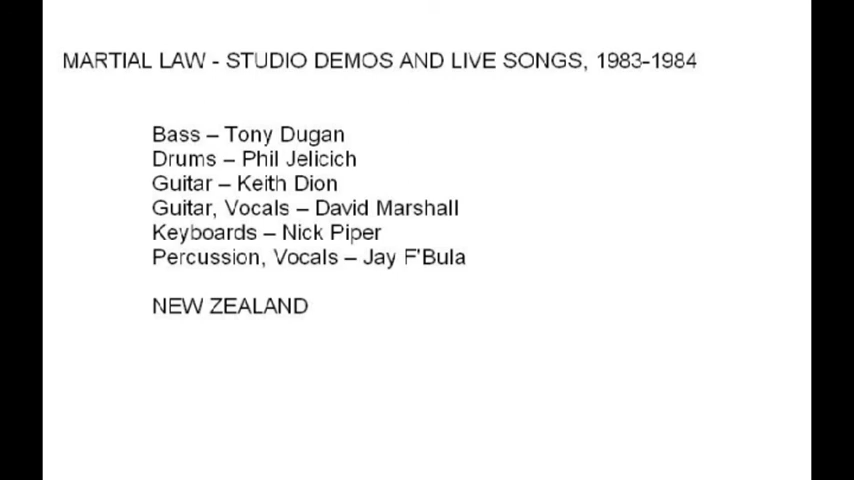 MARTIAL LAW - STUDIO DEMOS AND LIVE SONGS, 1983-1984
Bass – Tony Dugan
Drums – Phil Jelicich
Guitar – Keith Dion
Guitar, Vocals – David Marshall
Keyboards – Nick Piper
Percussion, Vocals – Jay F'Bula
NEW ZEALAND